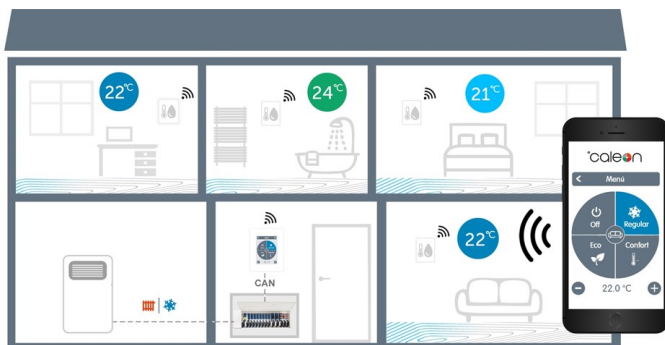 22°C
24°C
21°C
CAN
22°C
°caleon
Menú
Off
Regular
Eco
Confort
22.0 °C